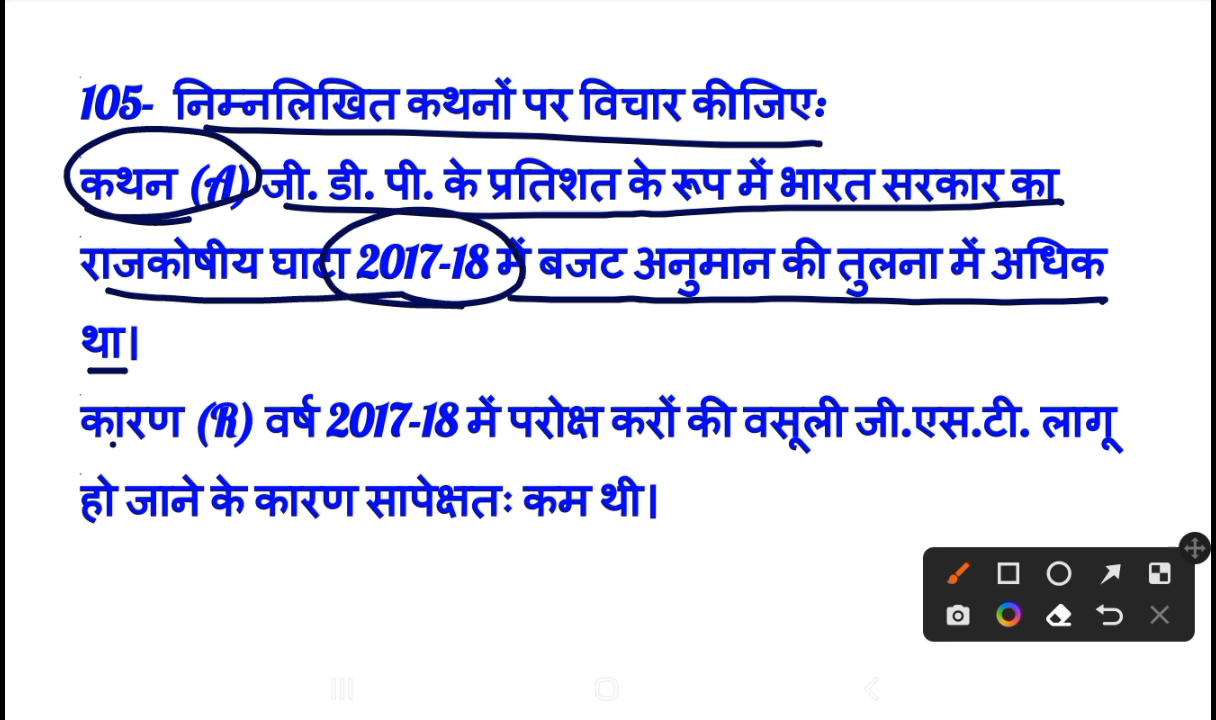 105- निम्नलिखित कथनों पर विचार कीजिएः
कथन (A) जी. डी. पी. के प्रतिशत के रूप में भारत सरकार का
राजकोषीय घाटा 2017-18 में बजट अनुमान की तुलना में अधिक
था।
कारण (R) वर्ष 2017-18 में परोक्ष करों की वसूली जी.एस.टी. लागू
हो जाने के कारण सापेक्षतः कम थी।